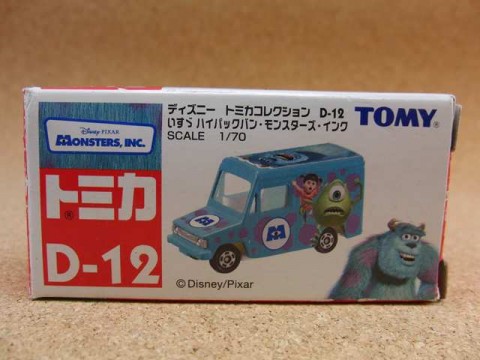 Disney PIXAR
MONSTERS, INC.
トミカ
D-12
ディズニー トミカコレクション D-12
いすゞ ハイパックバン・モンスターズ・インク
SCALE 1/70
TOMY
M
©Disney/Pixar